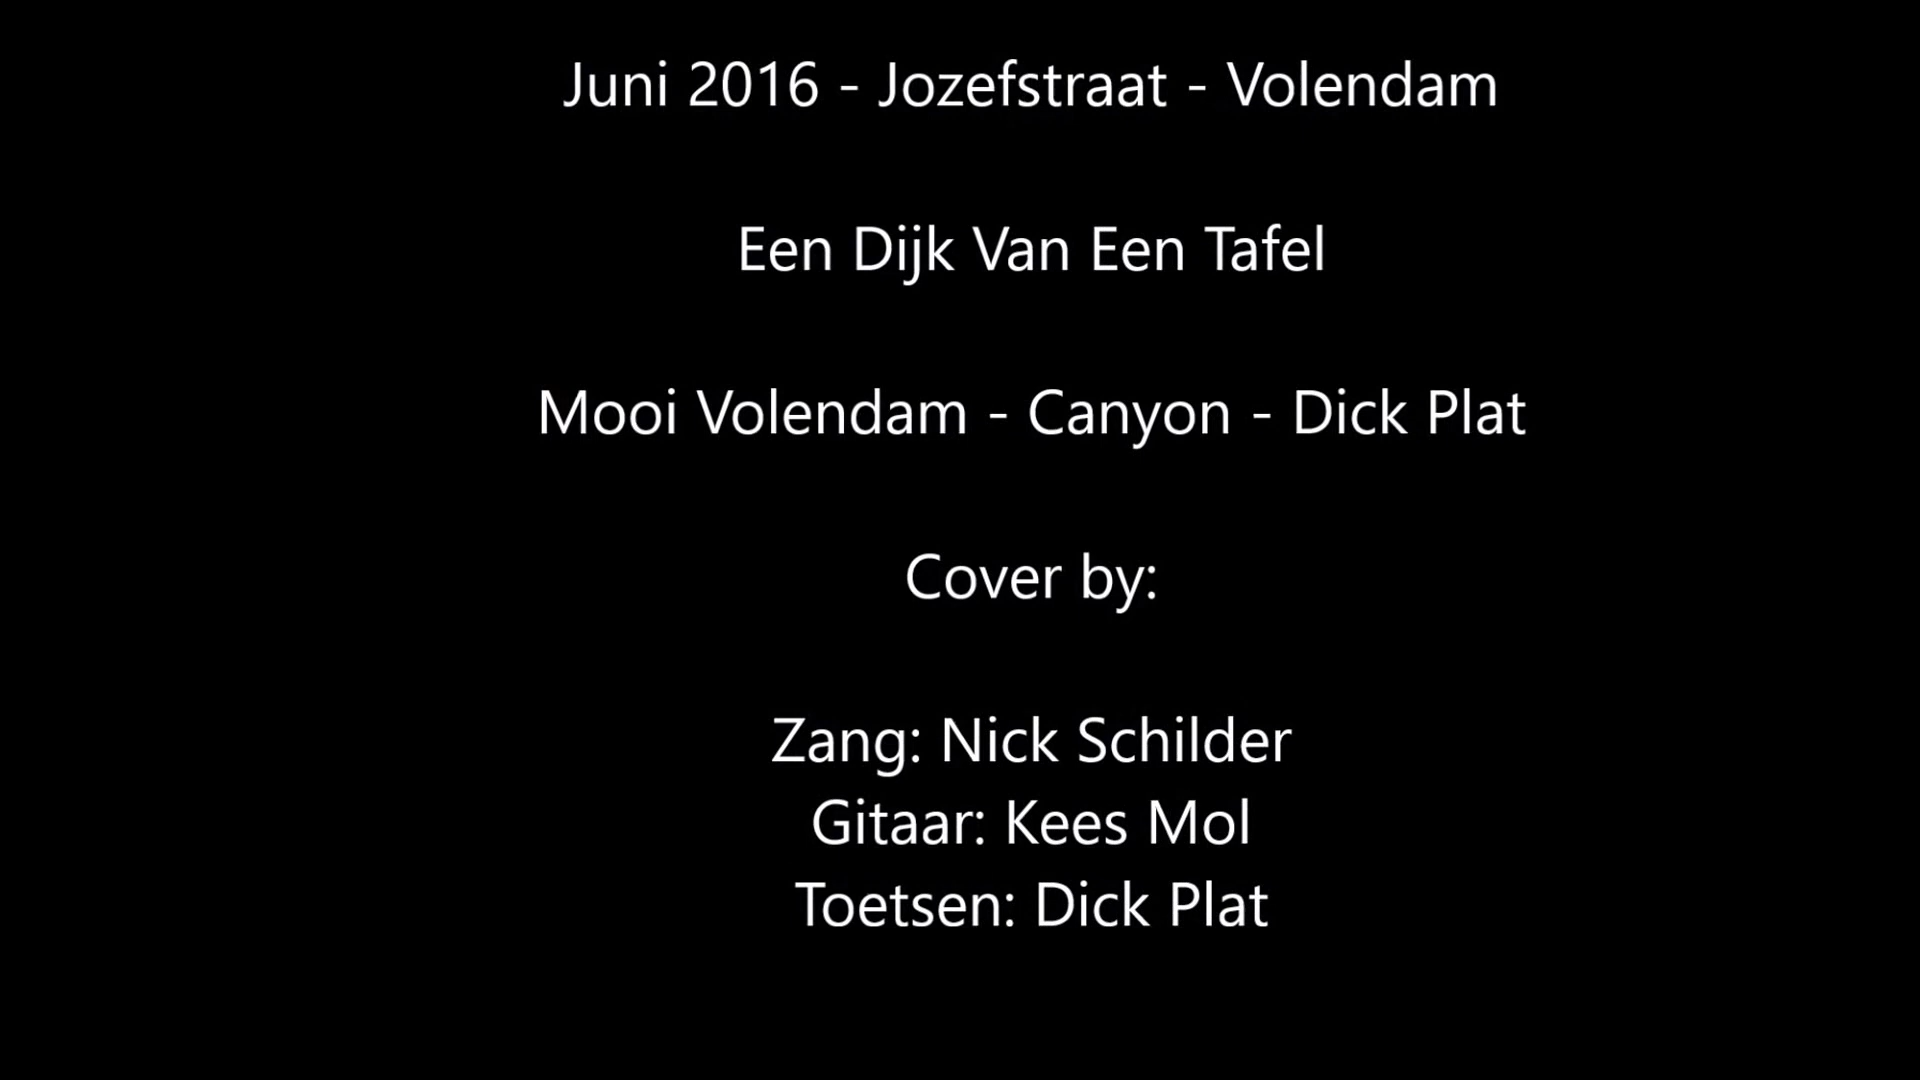 Juni 2016 - Jozefstraat - Volendam
Een Dijk Van Een Tafel
Mooi Volendam - Canyon - Dick Plat
Cover by:
Zang: Nick Schilder
Gitaar: Kees Mol
Toetsen: Dick Plat